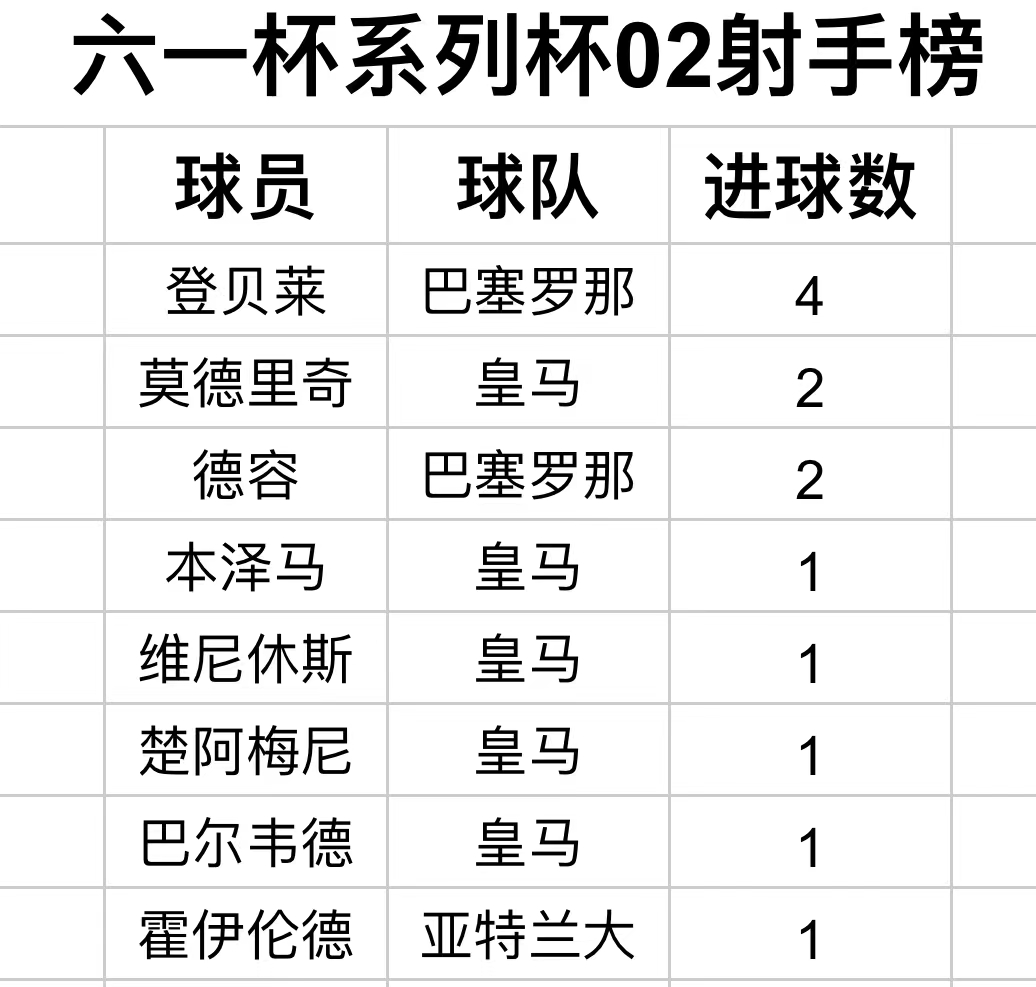 六一杯系列杯02射手榜
球员 球队 进球数
登贝莱 巴塞罗那 4
莫德里奇 皇马 2
德容 巴塞罗那 2
本泽马 皇马 1
维尼休斯 皇马 1
楚阿梅尼 皇马 1
巴尔韦德 皇马 1
霍伊伦德 亚特兰大 1